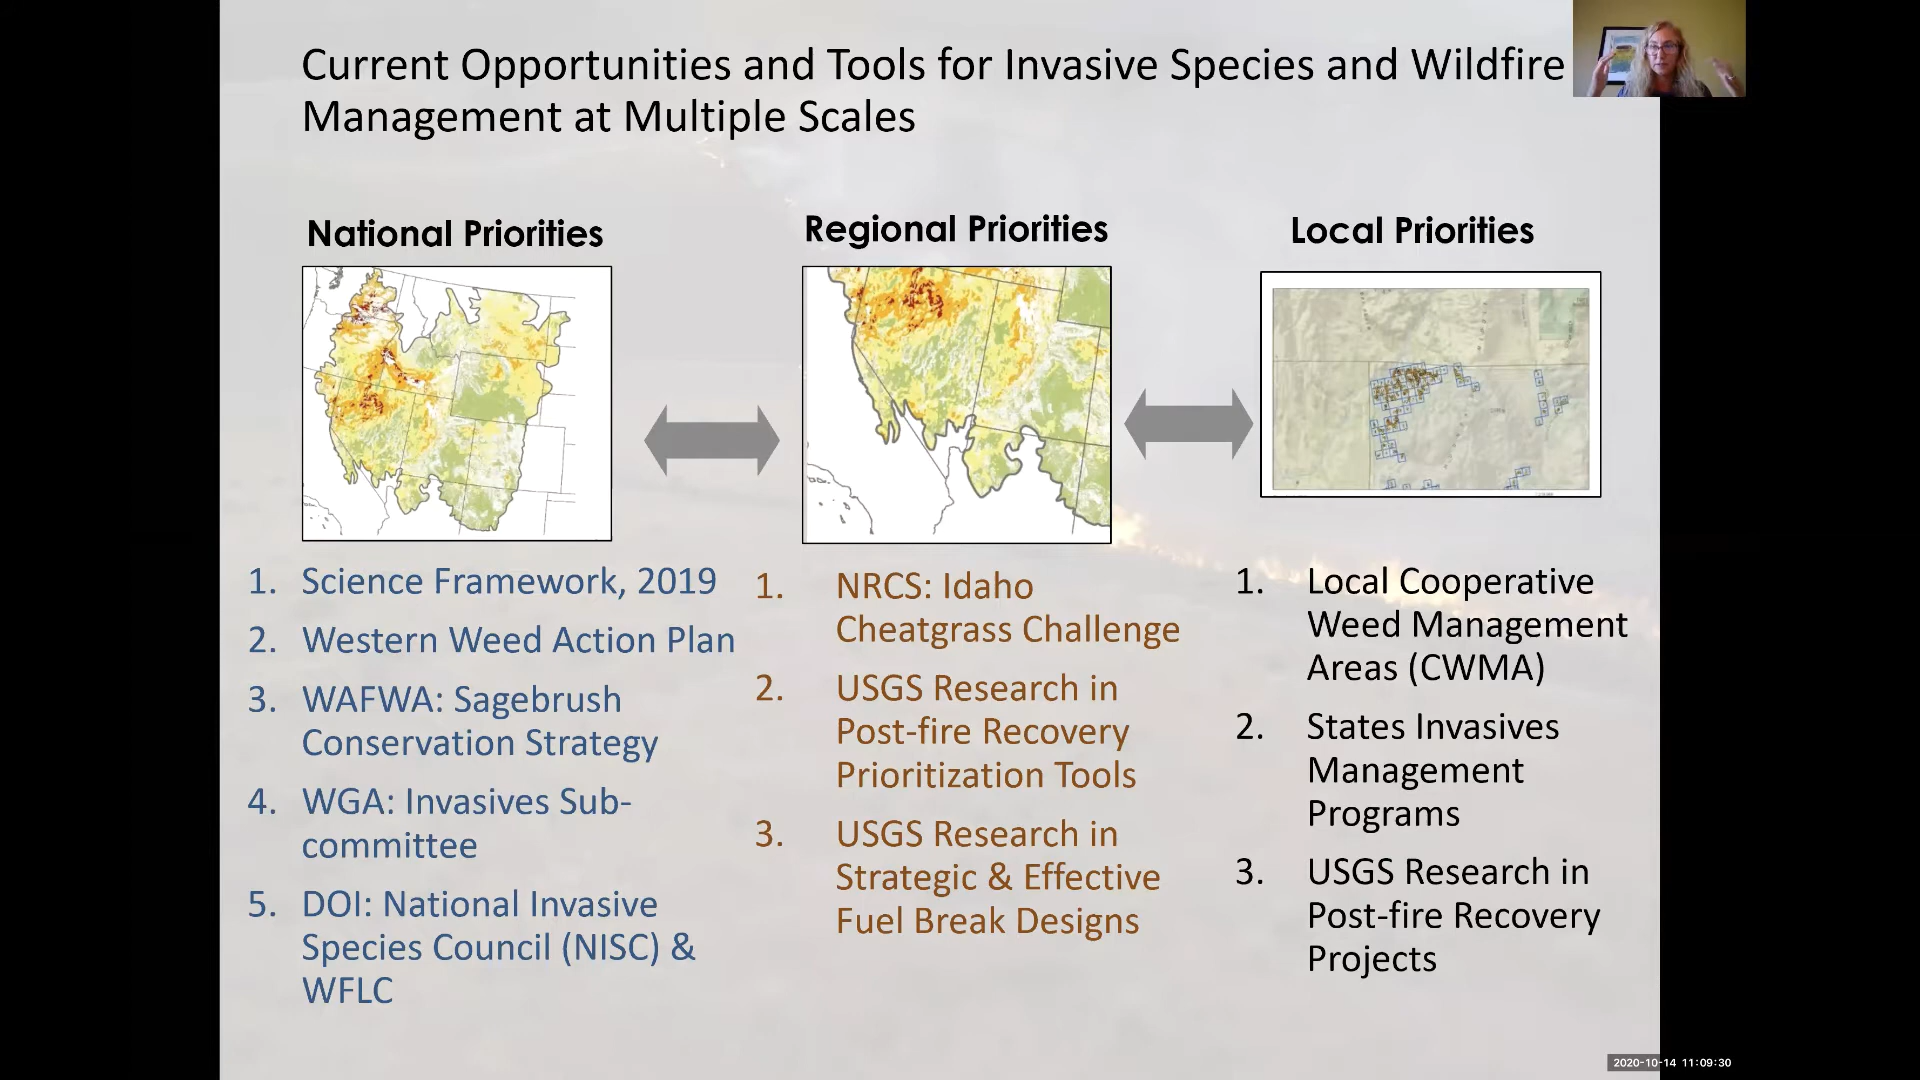 Current Opportunities and Tools for Invasive Species and Wildfire
Management at Multiple Scales
National Priorities
Regional Priorities
Local Priorities
1. Science Framework, 2019
2. Western Weed Action Plan
3. WAFWA: Sagebrush
Conservation Strategy
4. WGA: Invasives Sub-
committee
5. DOI: National Invasive
Species Council (NISC) &
WFLC
1. NRCS: Idaho
Cheatgrass Challenge
2. USGS Research in
Post-fire Recovery
Prioritization Tools
3. USGS Research in
Strategic & Effective
Fuel Break Designs
1. Local Cooperative
Weed Management
Areas (CWMA)
2. States Invasives
Management
Programs
3. USGS Research in
Post-fire Recovery
Projects
2020-10-14 11:09:30